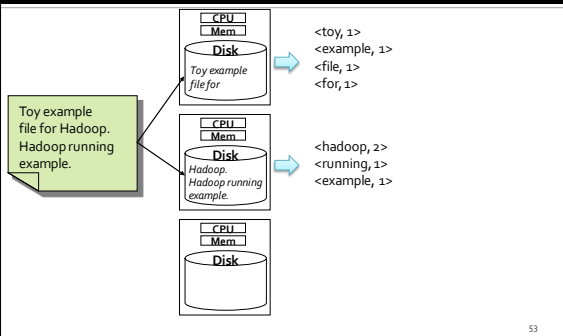 Toy example
file for Hadoop.
Hadoop running
example.
CPU
Mem
Disk
Toy example
file for
<toy, 1>
<example, 1>
<file, 1>
<for, 1>
CPU
Mem
Disk
Hadoop.
Hadoop running
example.
<hadoop, 2>
<running, 1>
<example, 1>
CPU
Mem
Disk
53